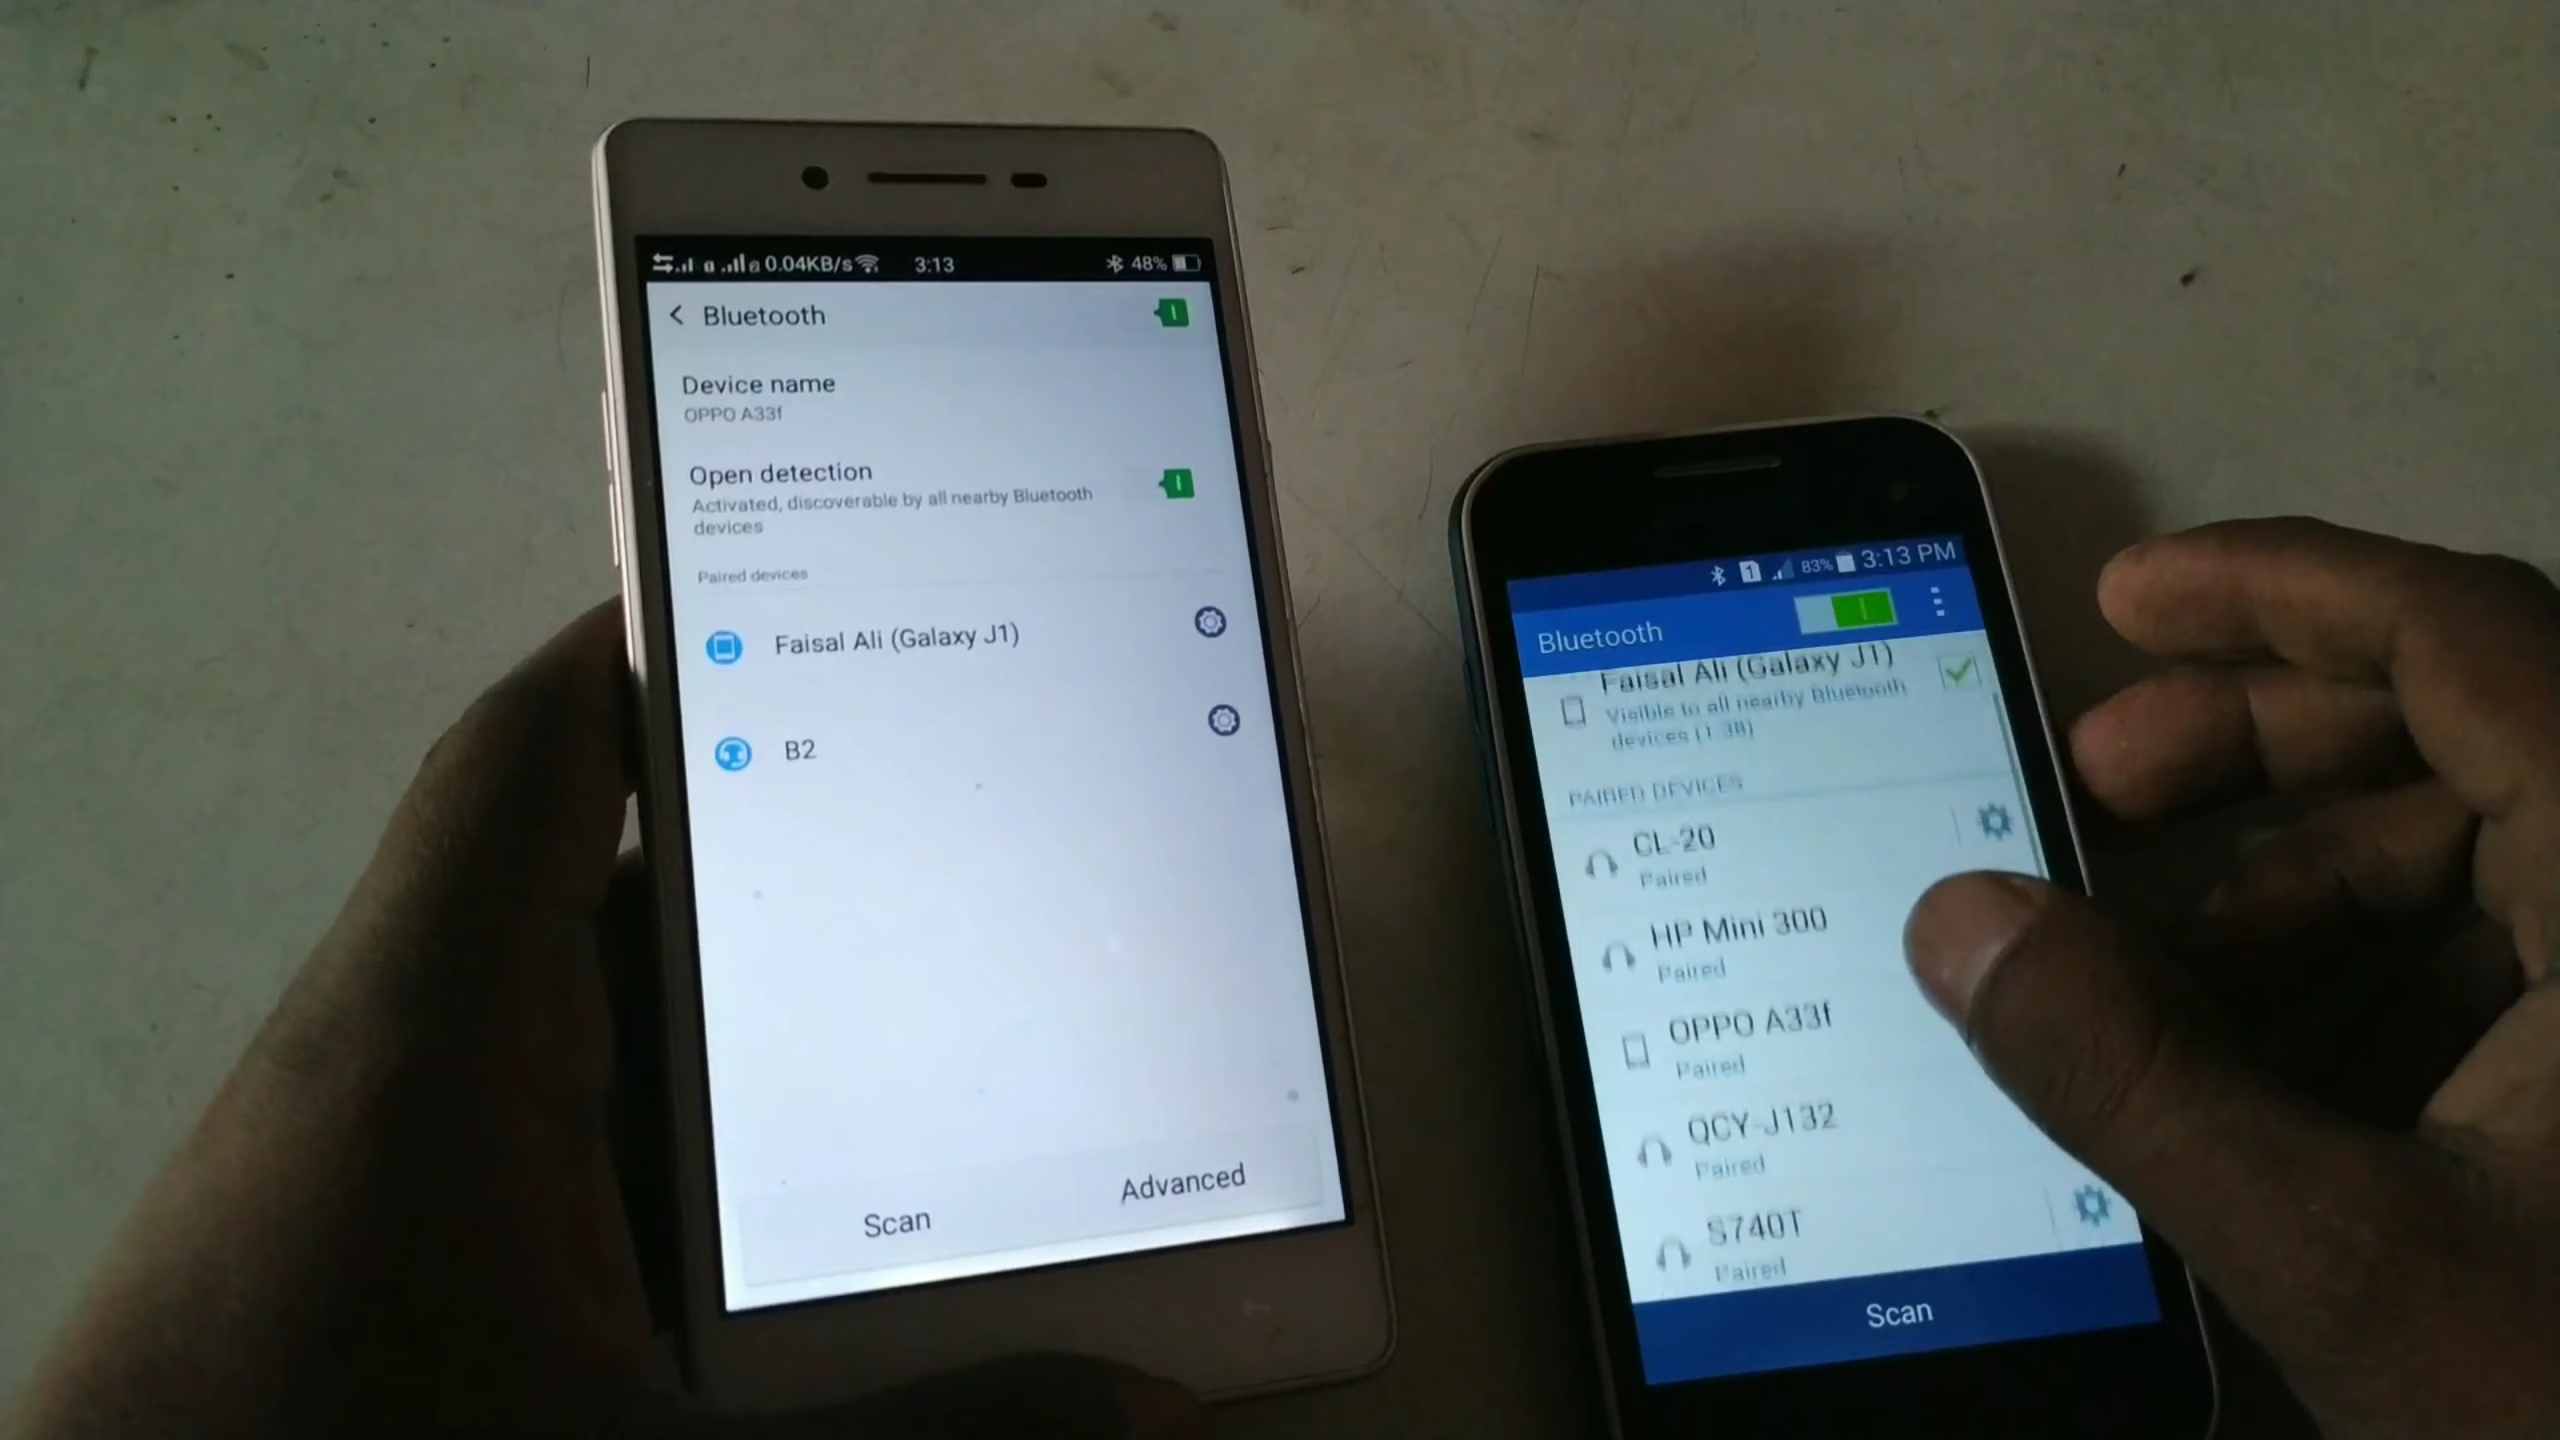 0.04KB/s 3:13 48%
Bluetooth
Device name
OPPO A33f
Open detection
Activated, discoverable by all nearby Bluetooth
devices
Paired devices
Faisal Ali (Galaxy J1)
B2
Scan
Advanced
1 83% 3:13 PM
Bluetooth
Faisal Ali (Galaxy J1)
Visible to all nearby Bluetooth
devices (1:38)
PAIRED DEVICES
CL-20
Paired
HP Mini 300
Paired
OPPO A33f
Paired
QCY-J132
Paired
S740T
Paired
Scan